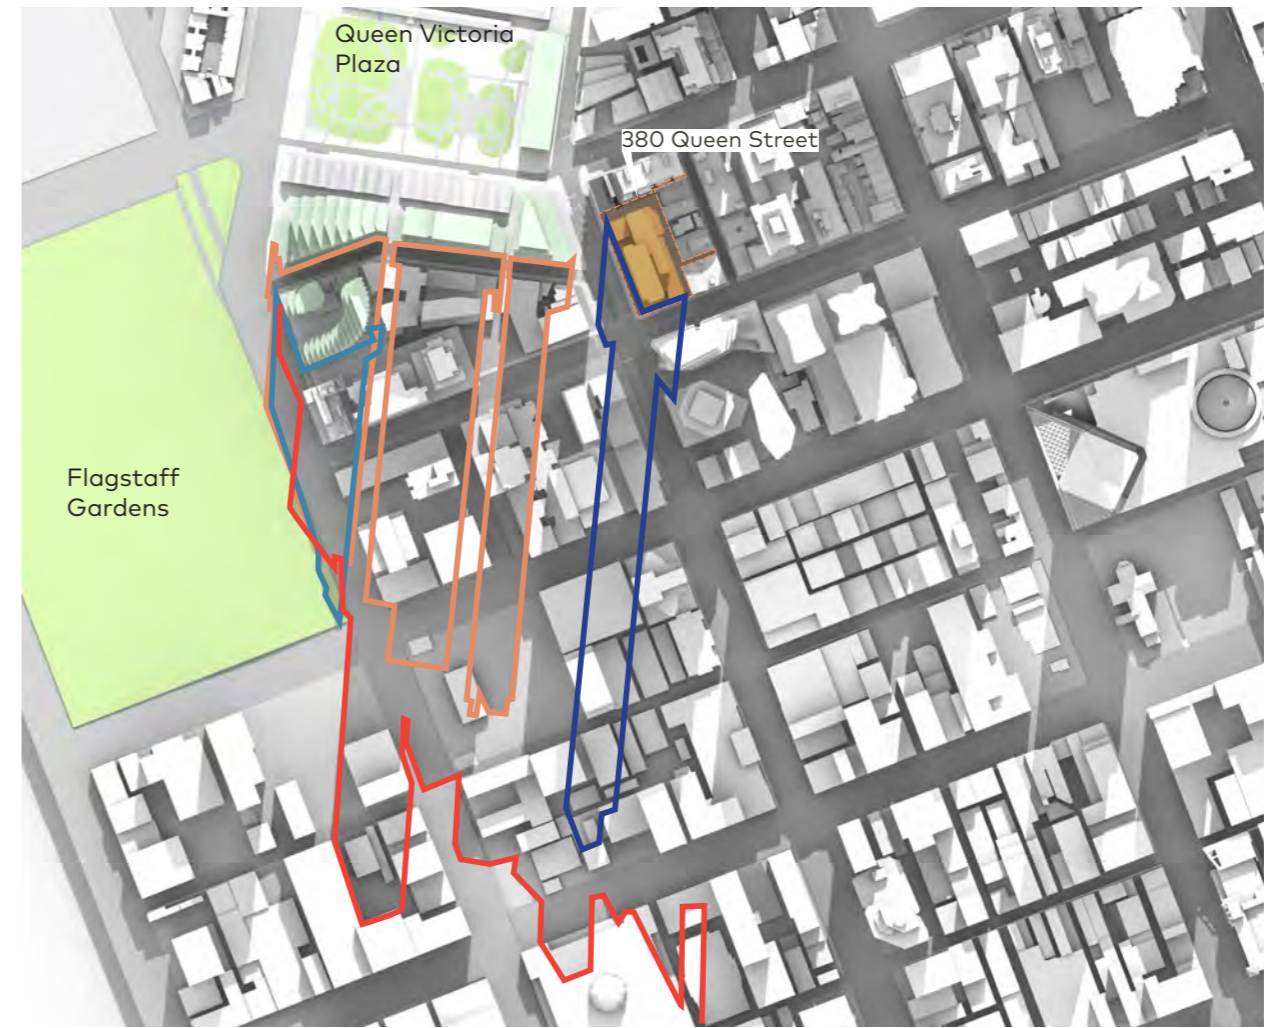 Queen Victoria
Plaza
380 Queen Street
Flagstaff
Gardens